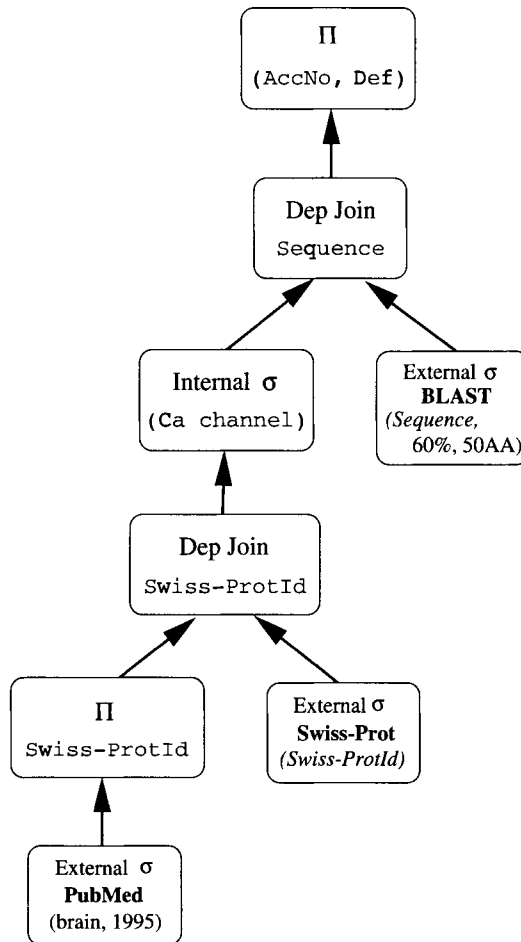 Π
(AccNo, Def)
Dep Join
Sequence
Internal σ
(Ca channel)
External σ
BLAST
(Sequence,
60%, 50AA)
Dep Join
Swiss-ProtId
Π
Swiss-ProtId
External σ
Swiss-Prot
(Swiss-ProtId)
External σ
PubMed
(brain, 1995)